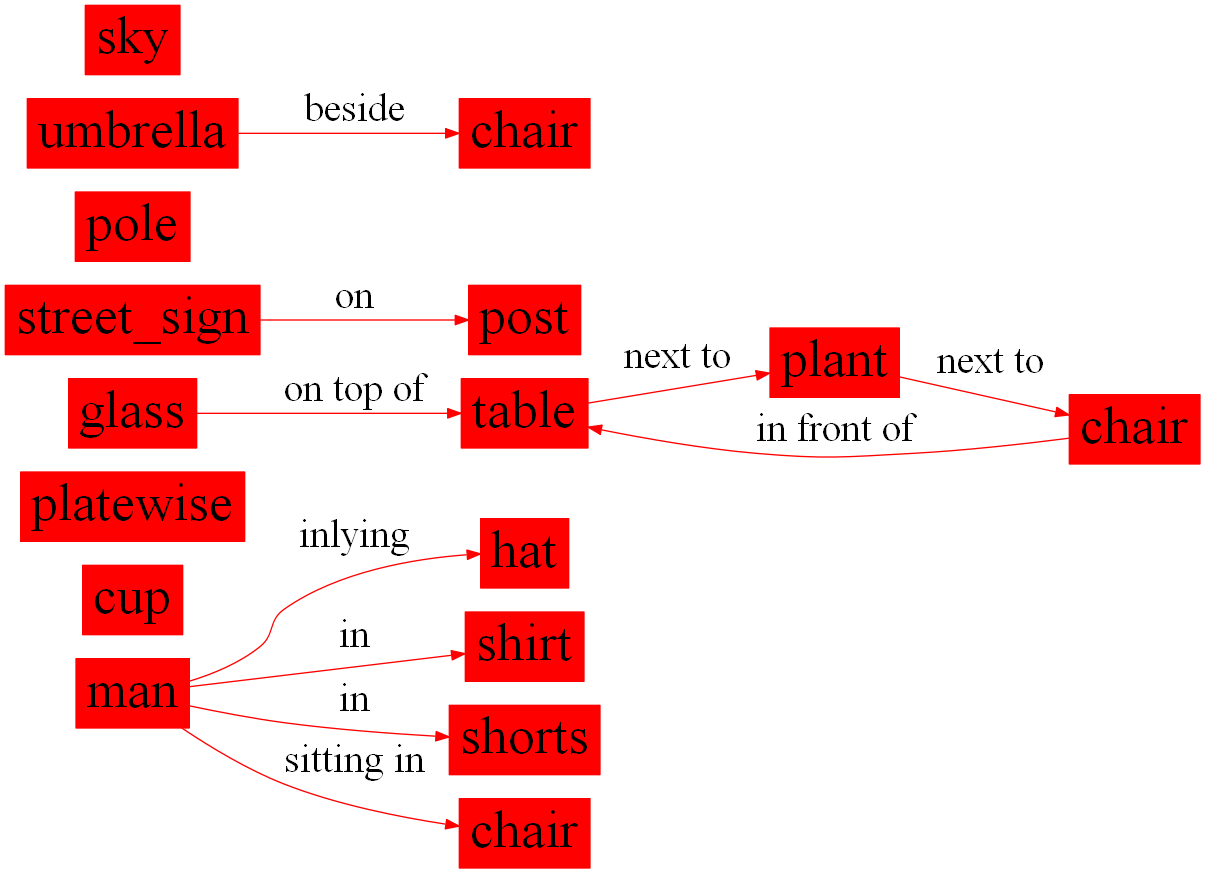 sky
umbrella
beside
chair
pole
street_sign
on
post
glass
on top of
table
next to
plant
next to
chair
in front of
platewise
cup
man
inlying
hat
in
shirt
in
shorts
sitting in
chair